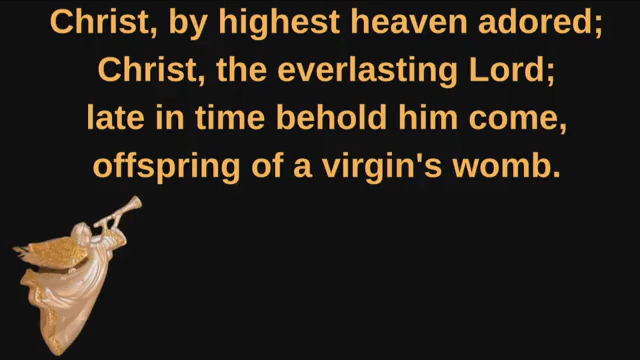 Christ, by highest heaven adored;
Christ, the everlasting Lord;
late in time behold him come,
offspring of a virgin's womb.